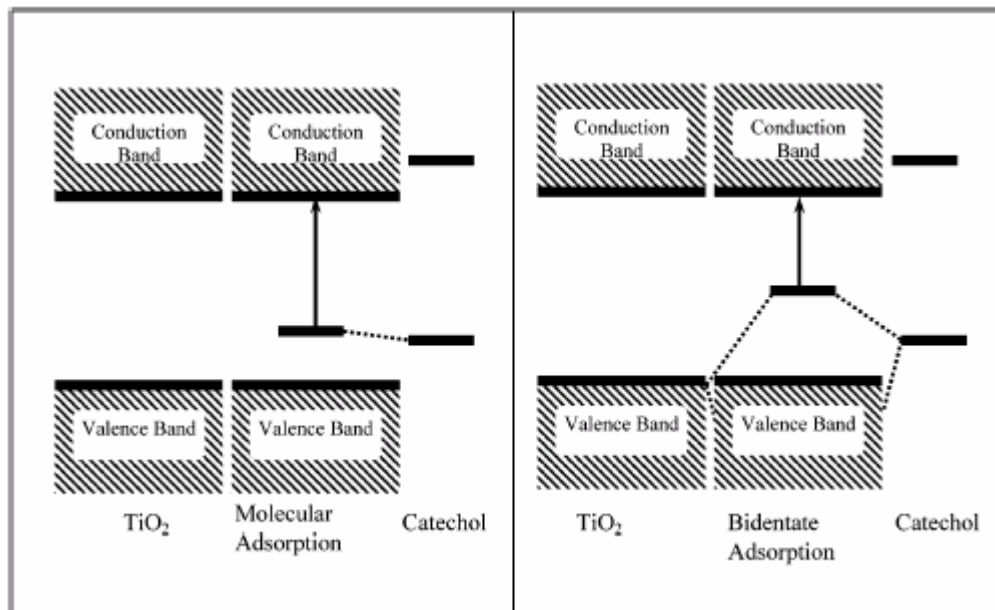 Conduction
Band
Conduction
Band
Valence Band
Valence Band
TiO₂
Molecular
Adsorption
Catechol
Conduction
Band
Conduction
Band
Valence Band
Valence Band
TiO₂
Bidentate
Adsorption
Catechol